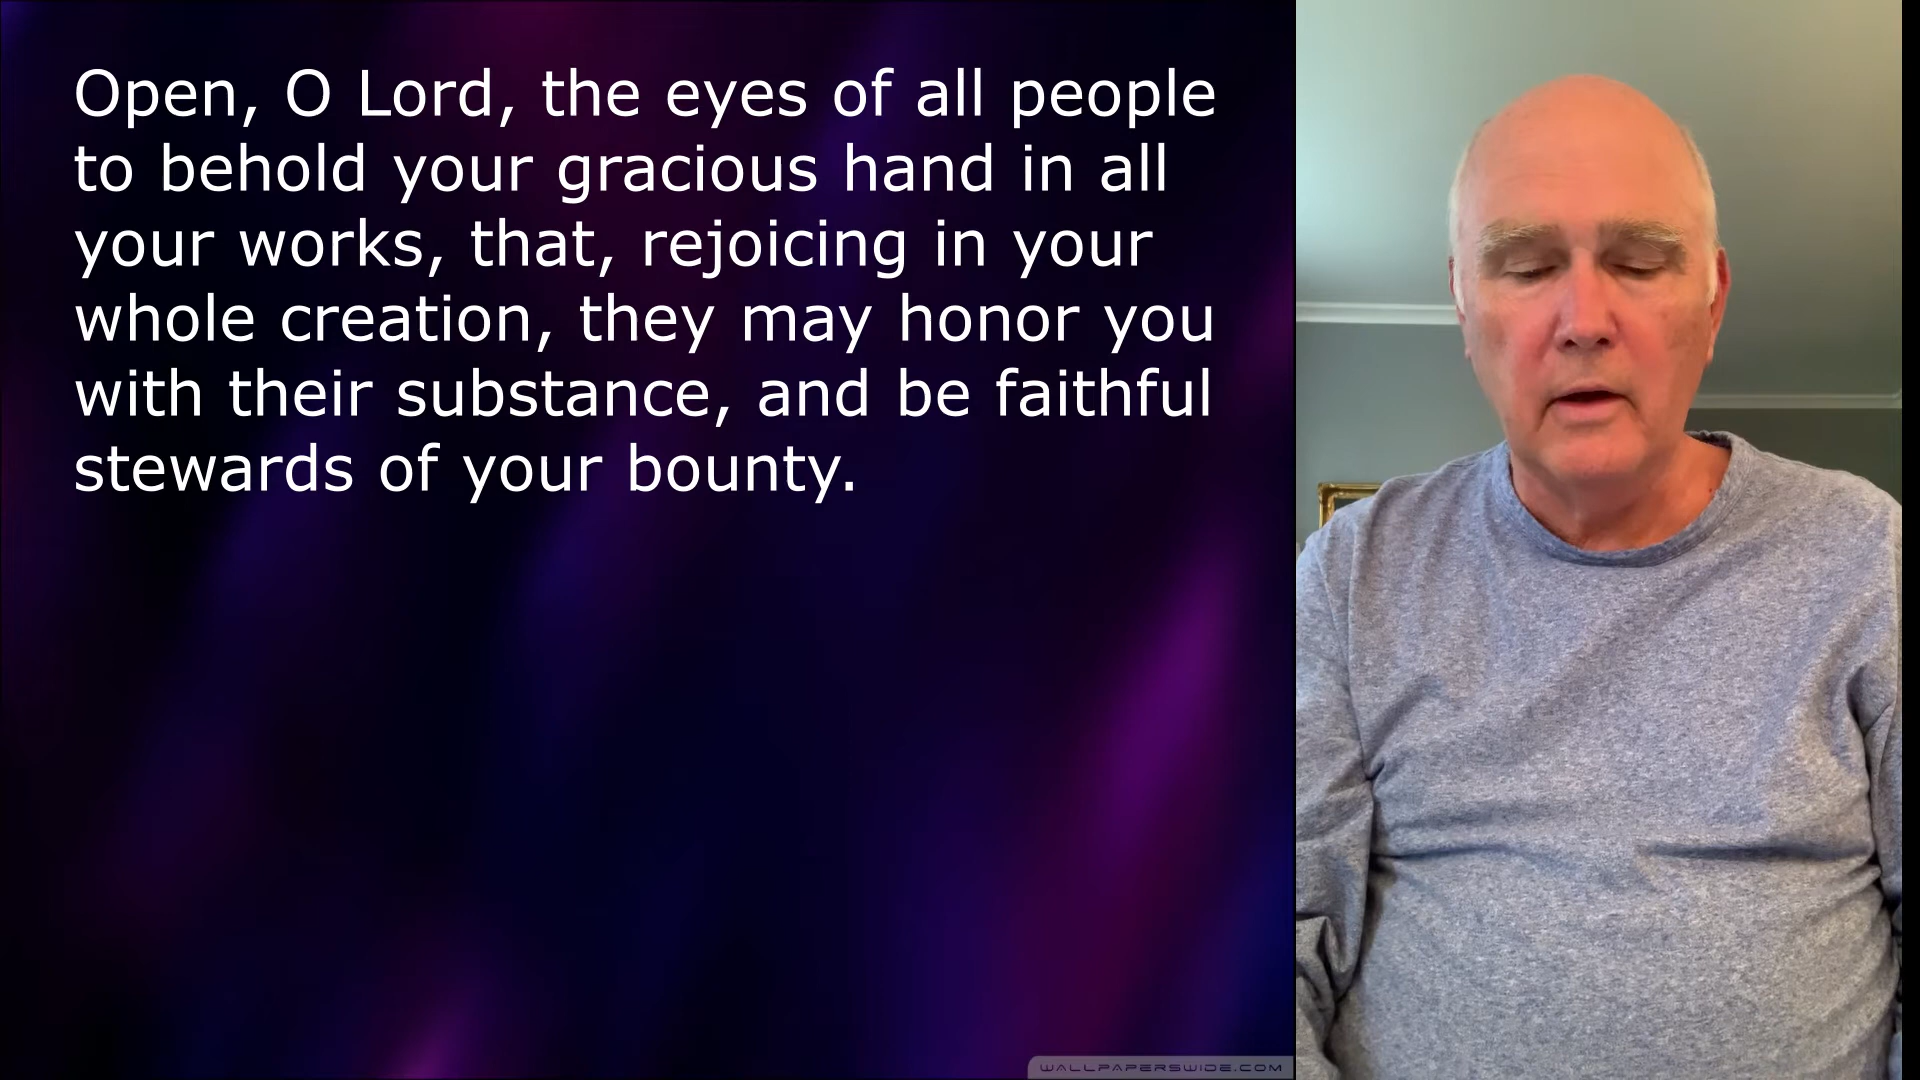 Open, O Lord, the eyes of all people
to behold your gracious hand in all
your works, that, rejoicing in your
whole creation, they may honor you
with their substance, and be faithful
stewards of your bounty.
WALLPAPERSWIDE.COM